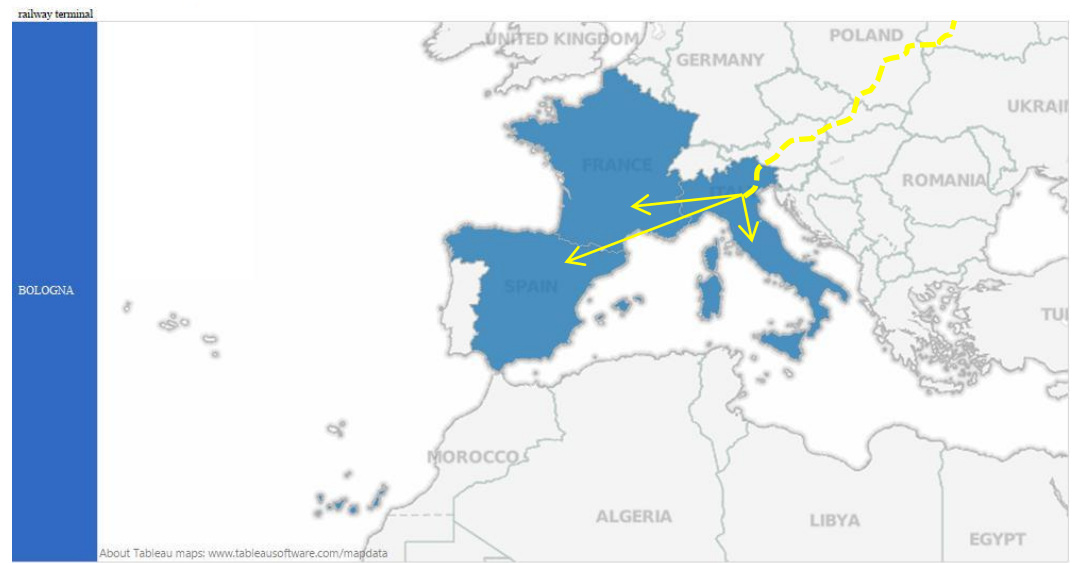 railway terminal
UNITED KINGDOM
POLAND
GERMANY
UKRAI
FRANCE
ROMANIA
BOLOGNA
SPAIN
TU
MOROCCO
ALGERIA
LIBYA
EGYPT
About Tableau maps: www.tableausoftware.com/mapdata